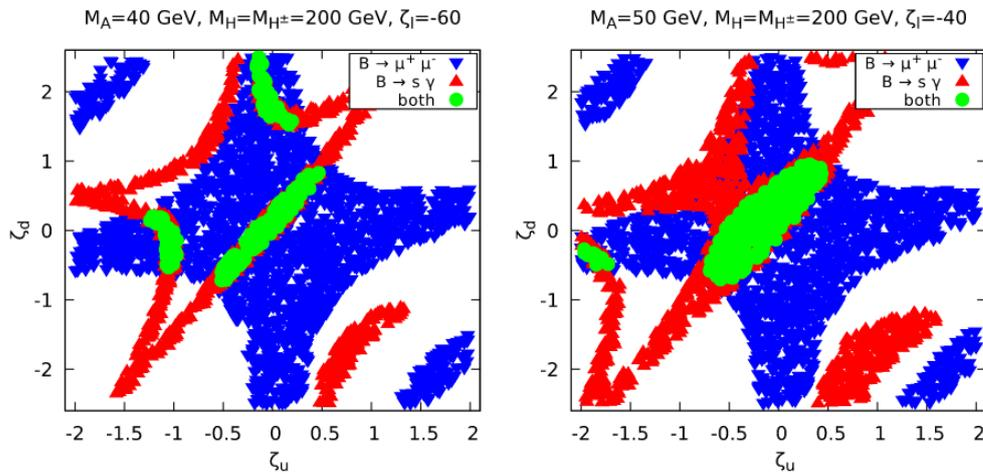 M_A=40 GeV, M_H=M_H±=200 GeV, ζ_l=-60
B → μ⁺ μ⁻
B → s γ
both
2
1
0
-1
-2
ζ_d
-2 -1.5 -1 -0.5 0 0.5 1 1.5 2
ζ_u
M_A=50 GeV, M_H=M_H±=200 GeV, ζ_l=-40
B → μ⁺ μ⁻
B → s γ
both
2
1
0
-1
-2
ζ_d
-2 -1.5 -1 -0.5 0 0.5 1 1.5 2
ζ_u